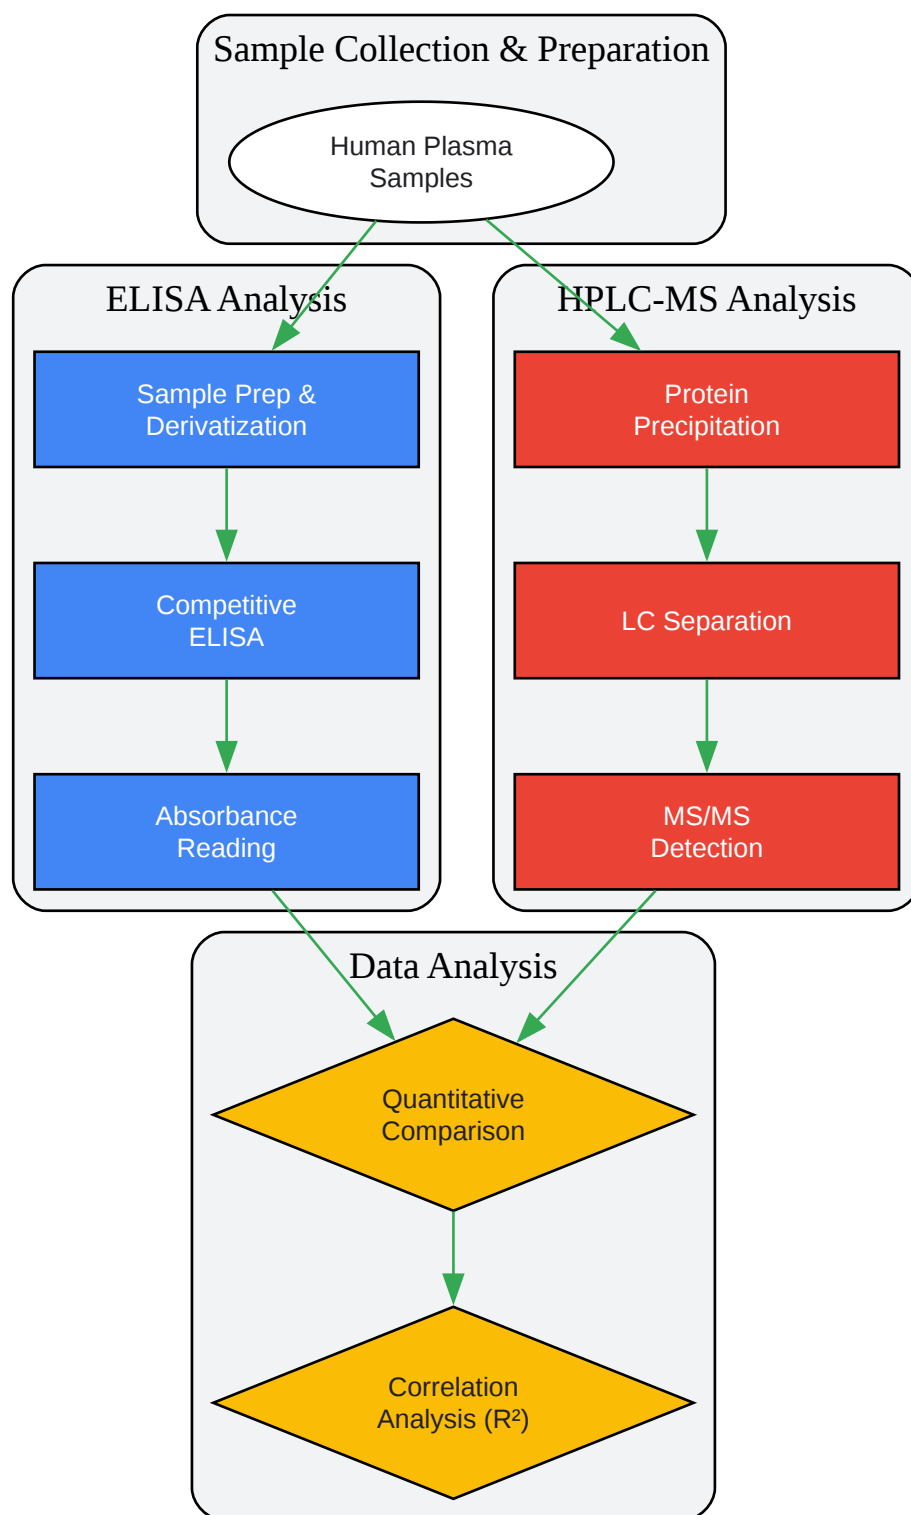 Sample Collection & Preparation
Human Plasma
Samples
ELISA Analysis
Sample Prep &
Derivatization
Competitive
ELISA
Absorbance
Reading
HPLC-MS Analysis
Protein
Precipitation
LC Separation
MS/MS
Detection
Data Analysis
Quantitative
Comparison
Correlation
Analysis (R²)